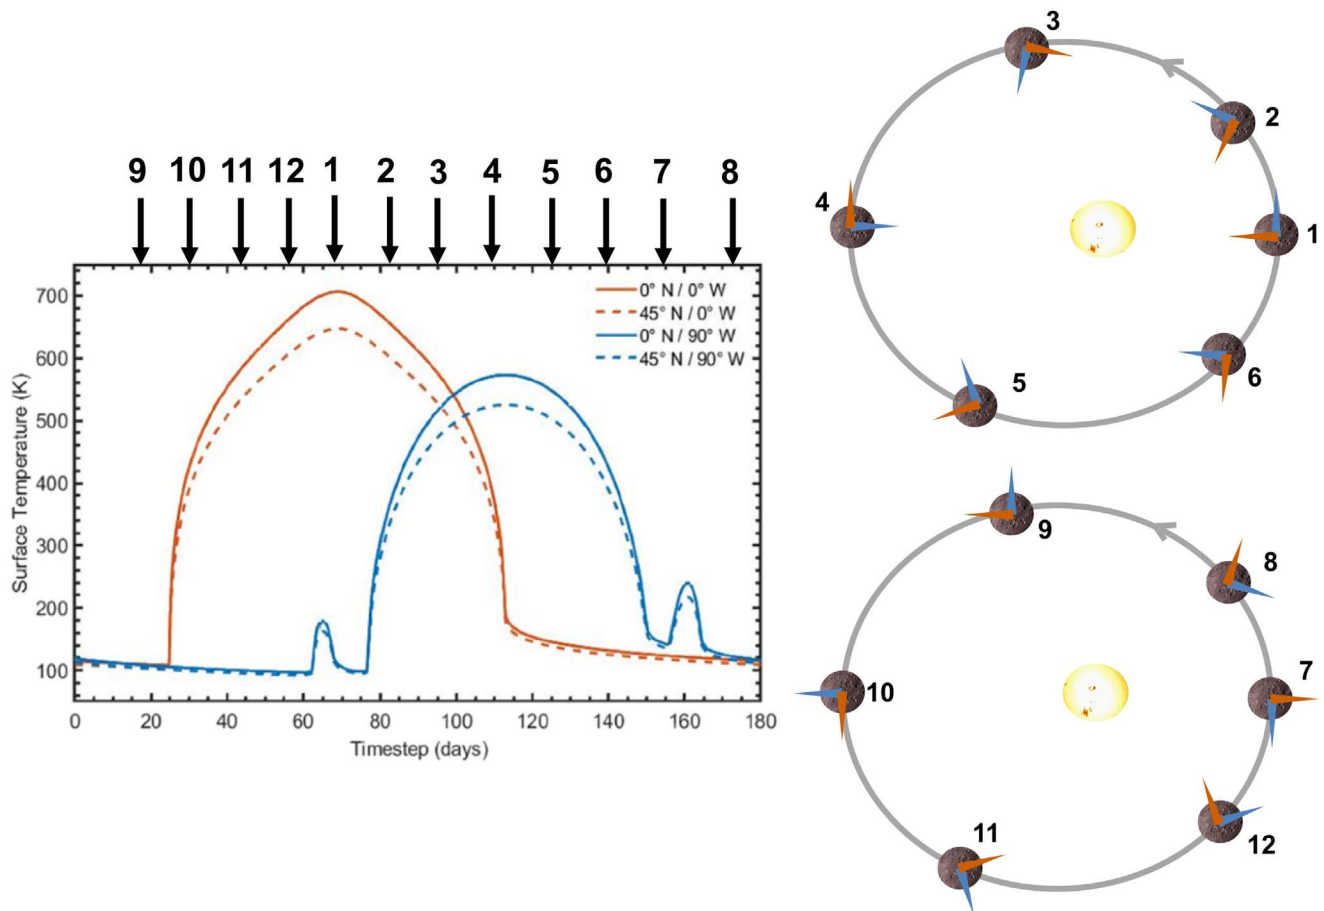 9 10 11 12 1 2 3 4 5 6 7 8
700
600
500
400
300
200
100
Surface Temperature (K)
0° N / 0° W
45° N / 0° W
0° N / 90° W
45° N / 90° W
0 20 40 60 80 100 120 140 160 180
Timestep (days)
3
2
4
1
5
6
9
8
10
7
11
12